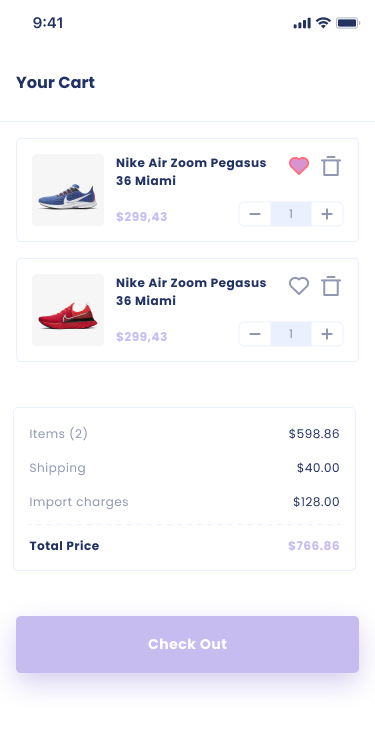 9:41
Your Cart
Nike Air Zoom Pegasus
36 Miami
$299,43
1
Nike Air Zoom Pegasus
36 Miami
$299,43
1
Items (2) $598.86
Shipping $40.00
Import charges $128.00
Total Price $766.86
Check Out